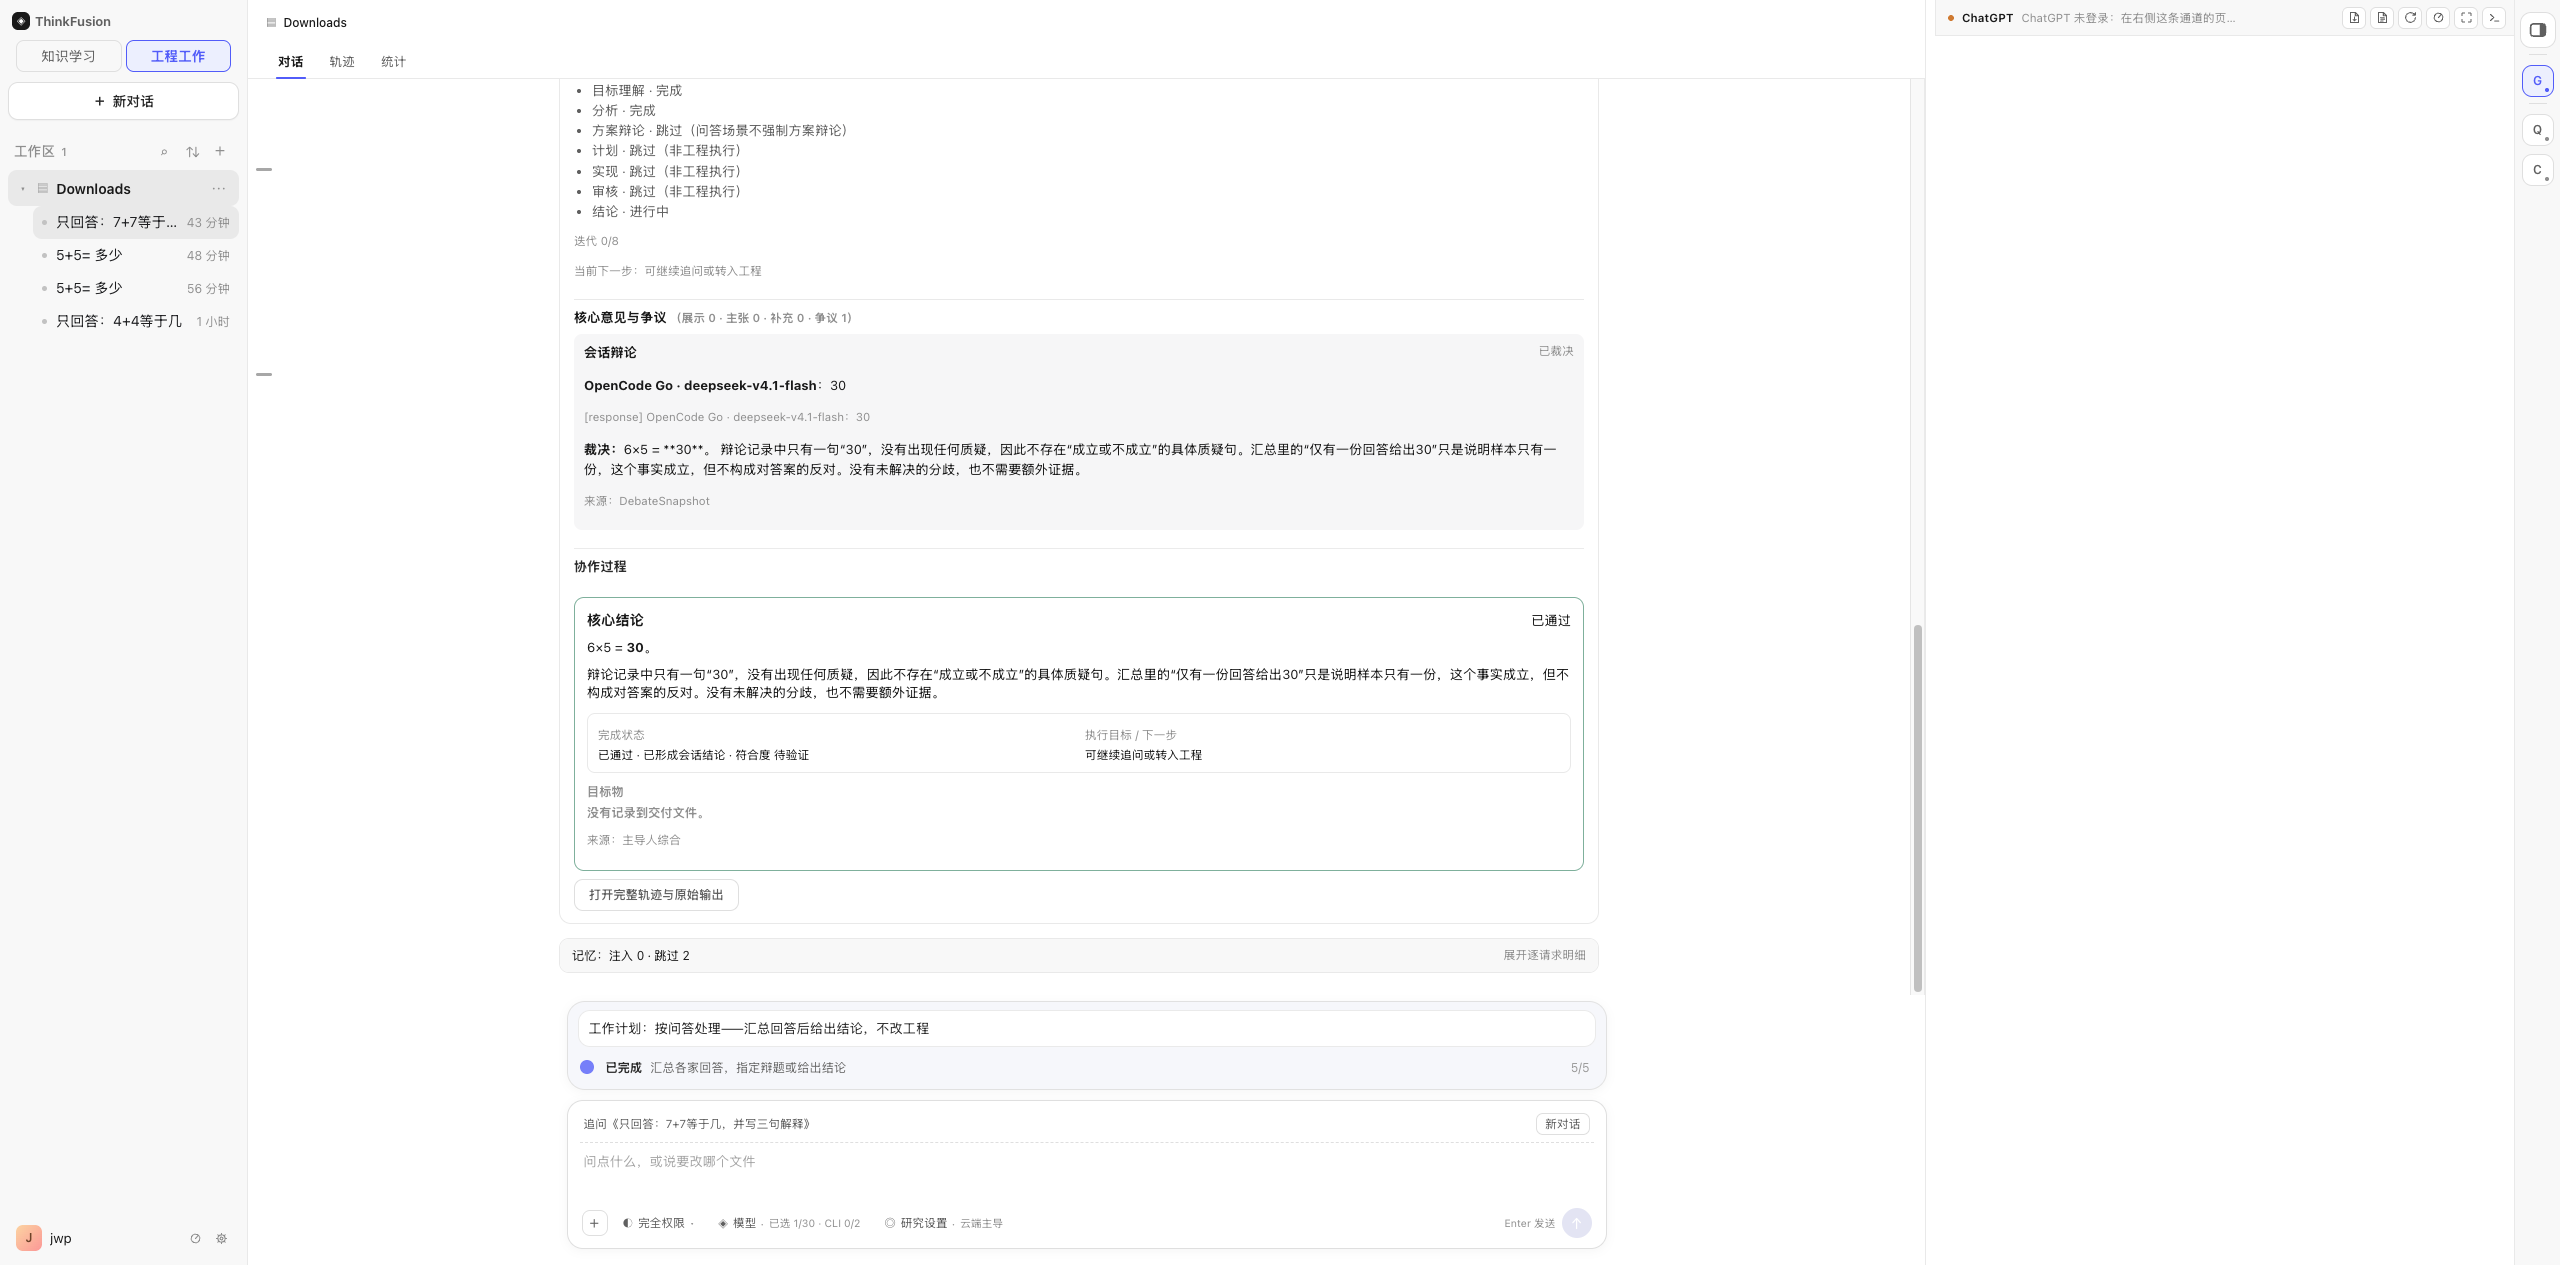 ThinkFusion
知识学习
工程工作
+ 新对话
工作区 1
Downloads
只回答：7+7等于... 43 分钟
5+5= 多少 48 分钟
5+5= 多少 56 分钟
只回答：4+4等于几 1 小时
J jwp
Downloads
对话 轨迹 统计
• 目标理解 · 完成
• 分析 · 完成
• 方案辩论 · 跳过（问答场景不强制方案辩论）
• 计划 · 跳过（非工程执行）
• 实现 · 跳过（非工程执行）
• 审核 · 跳过（非工程执行）
• 结论 · 进行中
迭代 0/8
当前下一步：可继续追问或转入工程
核心意见与争议 （展示 0 · 主张 0 · 补充 0 · 争议 1）
会话辩论 已裁决
OpenCode Go · deepseek-v4.1-flash：30
[response] OpenCode Go · deepseek-v4.1-flash：30
裁决：6×5 = **30**。 辩论记录中只有一句“30”，没有出现任何质疑，因此不存在“成立或不成立”的具体质疑句。汇总里的“仅有一份回答给出30”只是说明样本只有一
份，这个事实成立，但不构成对答案的反对。没有未解决的分歧，也不需要额外证据。
来源：DebateSnapshot
协作过程
核心结论 已通过
6×5 = 30。
辩论记录中只有一句“30”，没有出现任何质疑，因此不存在“成立或不成立”的具体质疑句。汇总里的“仅有一份回答给出30”只是说明样本只有一份，这个事实成立，但不
构成对答案的反对。没有未解决的分歧，也不需要额外证据。
完成状态 执行目标 / 下一步
已通过 · 已形成会话结论 · 符合度 待验证 可继续追问或转入工程
目标物
没有记录到交付文件。
来源：主导人综合
打开完整轨迹与原始输出
记忆：注入 0 · 跳过 2 展开逐请求明细
工作计划：按问答处理——汇总回答后给出结论，不改工程
已完成 汇总各家回答，指定辩题或给出结论 5/5
追问《只回答：7+7等于几，并写三句解释》 新对话
问点什么，或说要改哪个文件
+ 完全权限 · 模型 · 已选 1/30 · CLI 0/2 研究设置 · 云端主导 Enter 发送
ChatGPT ChatGPT 未登录：在右侧这条通道的页...
G
Q
C